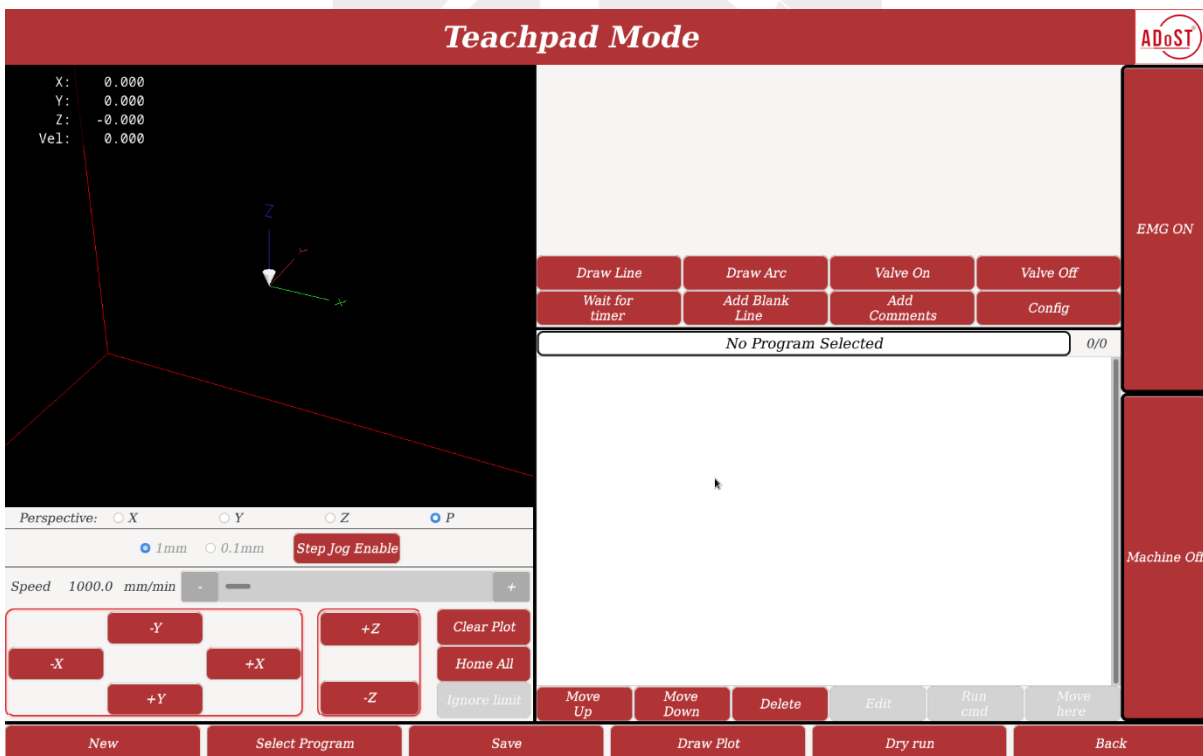 Teachpad Mode
ADoST
X: 0.000
Y: 0.000
Z: -0.000
Vel: 0.000
Z
Y
X
EMG ON
Draw Line
Draw Arc
Valve On
Valve Off
Wait for
timer
Add Blank
Line
Add
Comments
Config
No Program Selected
0/0
Machine Off
Perspective: X Y Z P
1mm 0.1mm Step Jog Enable
Speed 1000.0 mm/min - +
-Y
-X
+X
+Y
+Z
-Z
Clear Plot
Home All
Ignore limit
Move
Up
Move
Down
Delete
Edit
Run
cmd
Move
here
New
Select Program
Save
Draw Plot
Dry run
Back